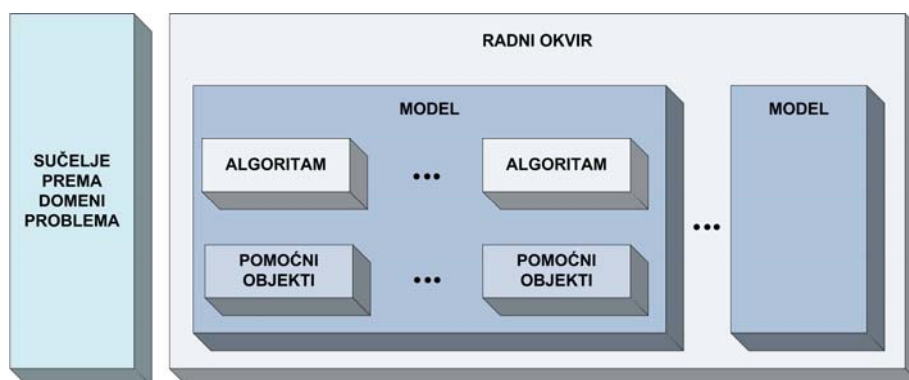 SUČELJE
PREMA
DOMENI
PROBLEMA
RADNI OKVIR
MODEL
ALGORITAM
...
ALGORITAM
POMOĆNI
OBJEKTI
...
POMOĆNI
OBJEKTI
...
MODEL